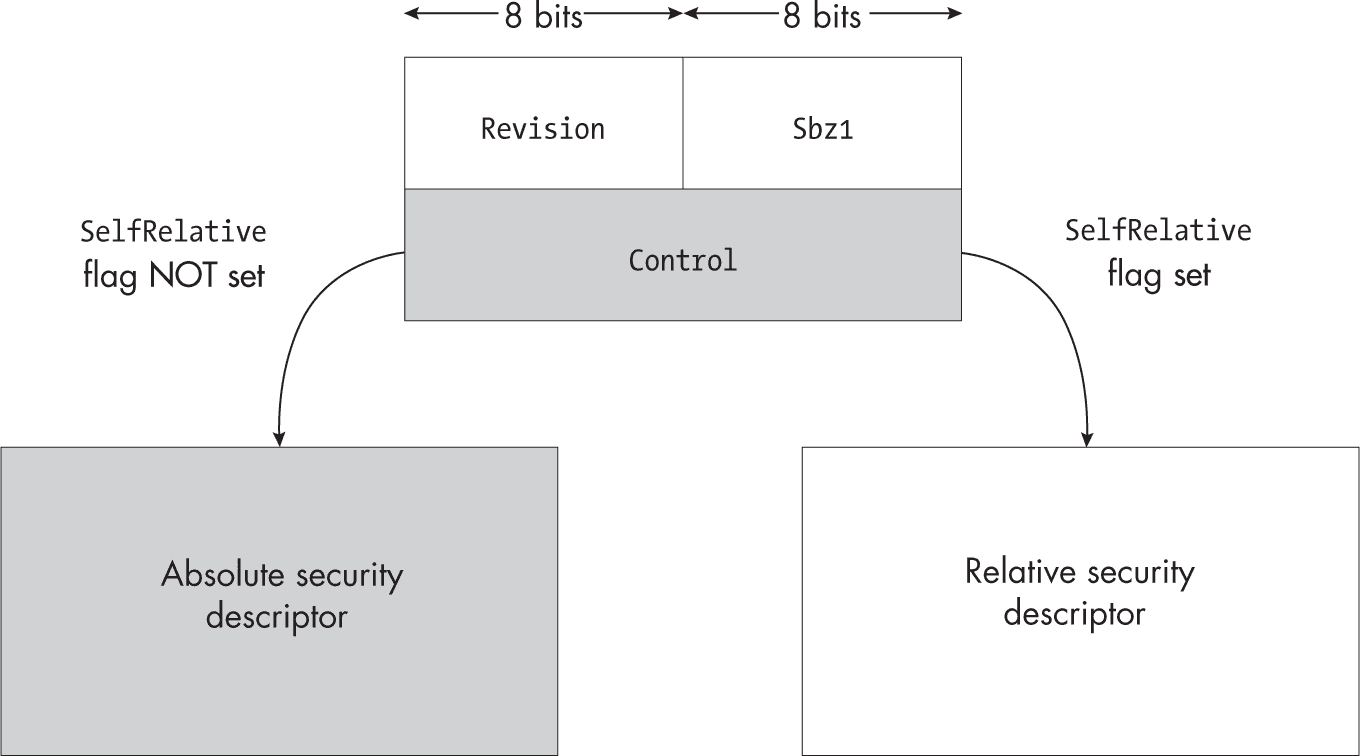 8 bits
8 bits
Revision
Sbz1
SelfRelative
flag NOT set
Control
SelfRelative
flag set
Absolute security
descriptor
Relative security
descriptor